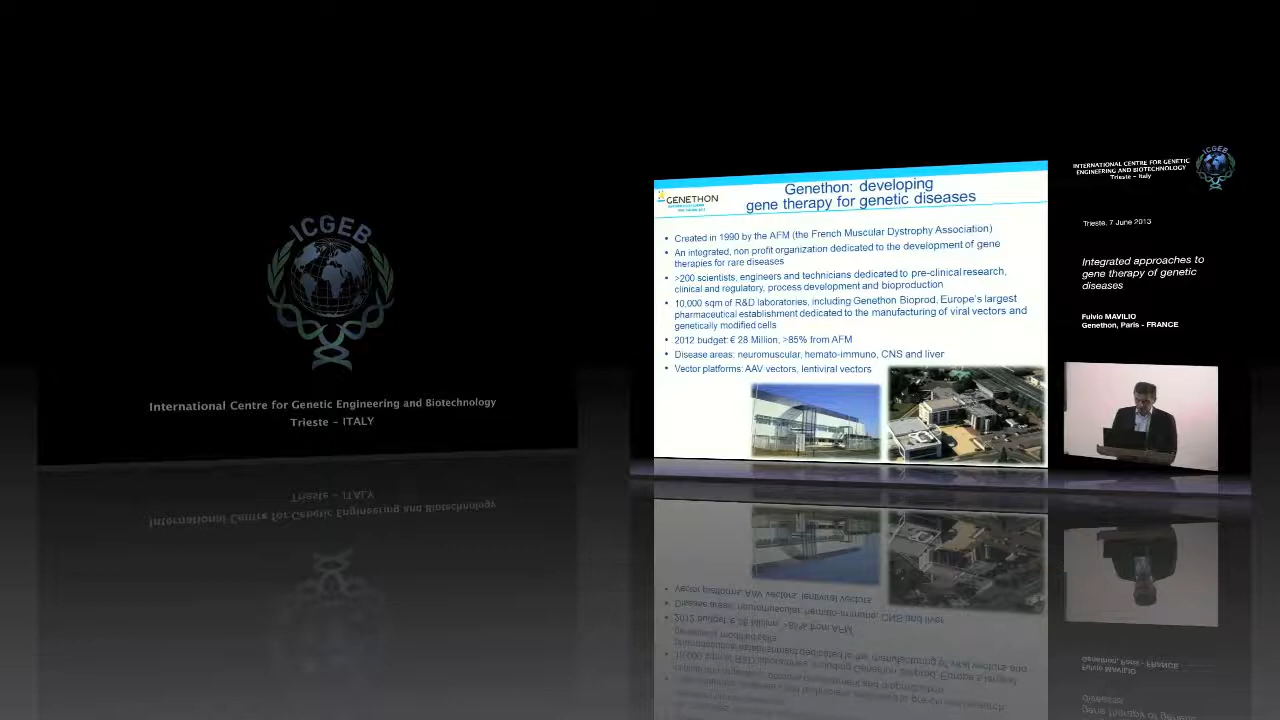 ICGEB
International Centre for Genetic Engineering and Biotechnology
Trieste - ITALY
GENETHON
Genethon: developing
gene therapy for genetic diseases
• Created in 1990 by the AFM (the French Muscular Dystrophy Association)
• An integrated, non profit organization dedicated to the development of gene
therapies for rare diseases
• >200 scientists, engineers and technicians dedicated to pre-clinical research,
clinical and regulatory, process development and bioproduction
• 10,000 sqm of R&D laboratories, including Genethon Bioprod, Europe's largest
pharmaceutical establishment dedicated to the manufacturing of viral vectors and
genetically modified cells
• 2012 budget: € 28 Million, >85% from AFM
• Disease areas: neuromuscular, hemato-immuno, CNS and liver
• Vector platforms: AAV vectors, lentiviral vectors
INTERNATIONAL CENTRE FOR GENETIC
ENGINEERING AND BIOTECHNOLOGY
Trieste - Italy
ICGEB
Trieste, 7 June 2013
Integrated approaches to
gene therapy of genetic
diseases
Fulvio MAVILIO
Genethon, Paris - FRANCE